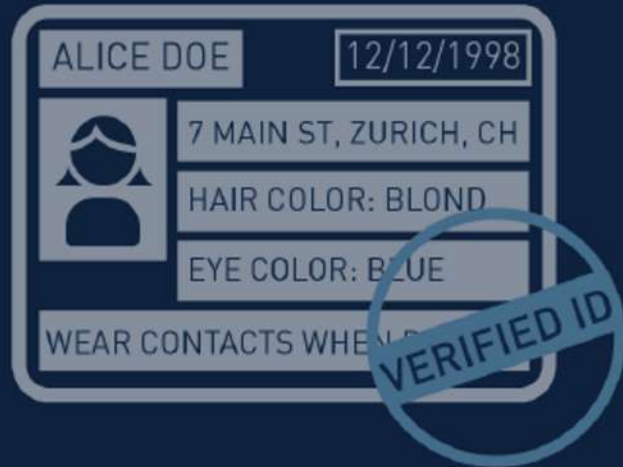 ALICE DOE
12/12/1998
7 MAIN ST, ZURICH, CH
HAIR COLOR: BLOND
EYE COLOR: BLUE
WEAR CONTACTS WHEN
VERIFIED ID